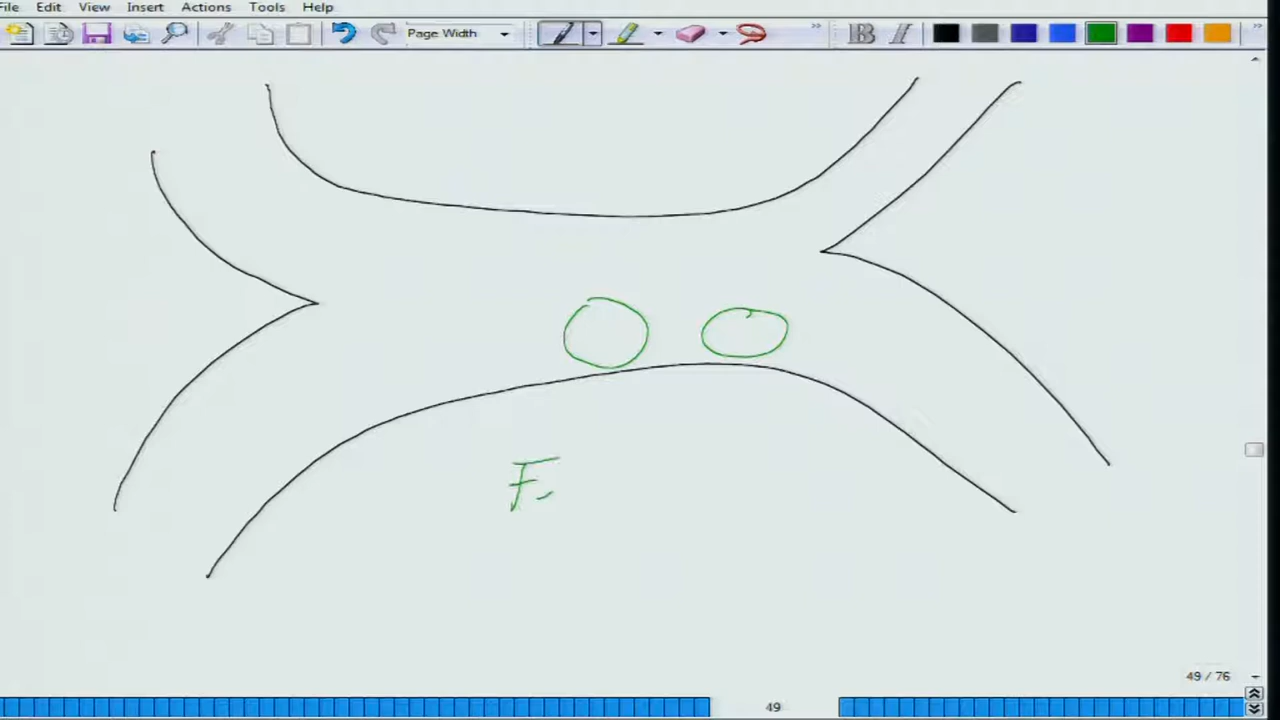 File Edit View Insert Actions Tools Help
Page Width
B I
F
49 / 76
49